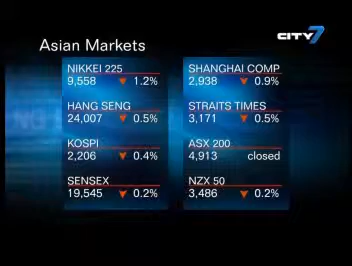 CITY7
Asian Markets
NIKKEI 225
9,558 1.2%
HANG SENG
24,007 0.5%
KOSPI
2,206 0.4%
SENSEX
19,545 0.2%
SHANGHAI COMP
2,938 0.9%
STRAITS TIMES
3,171 0.5%
ASX 200
4,913 closed
NZX 50
3,486 0.2%